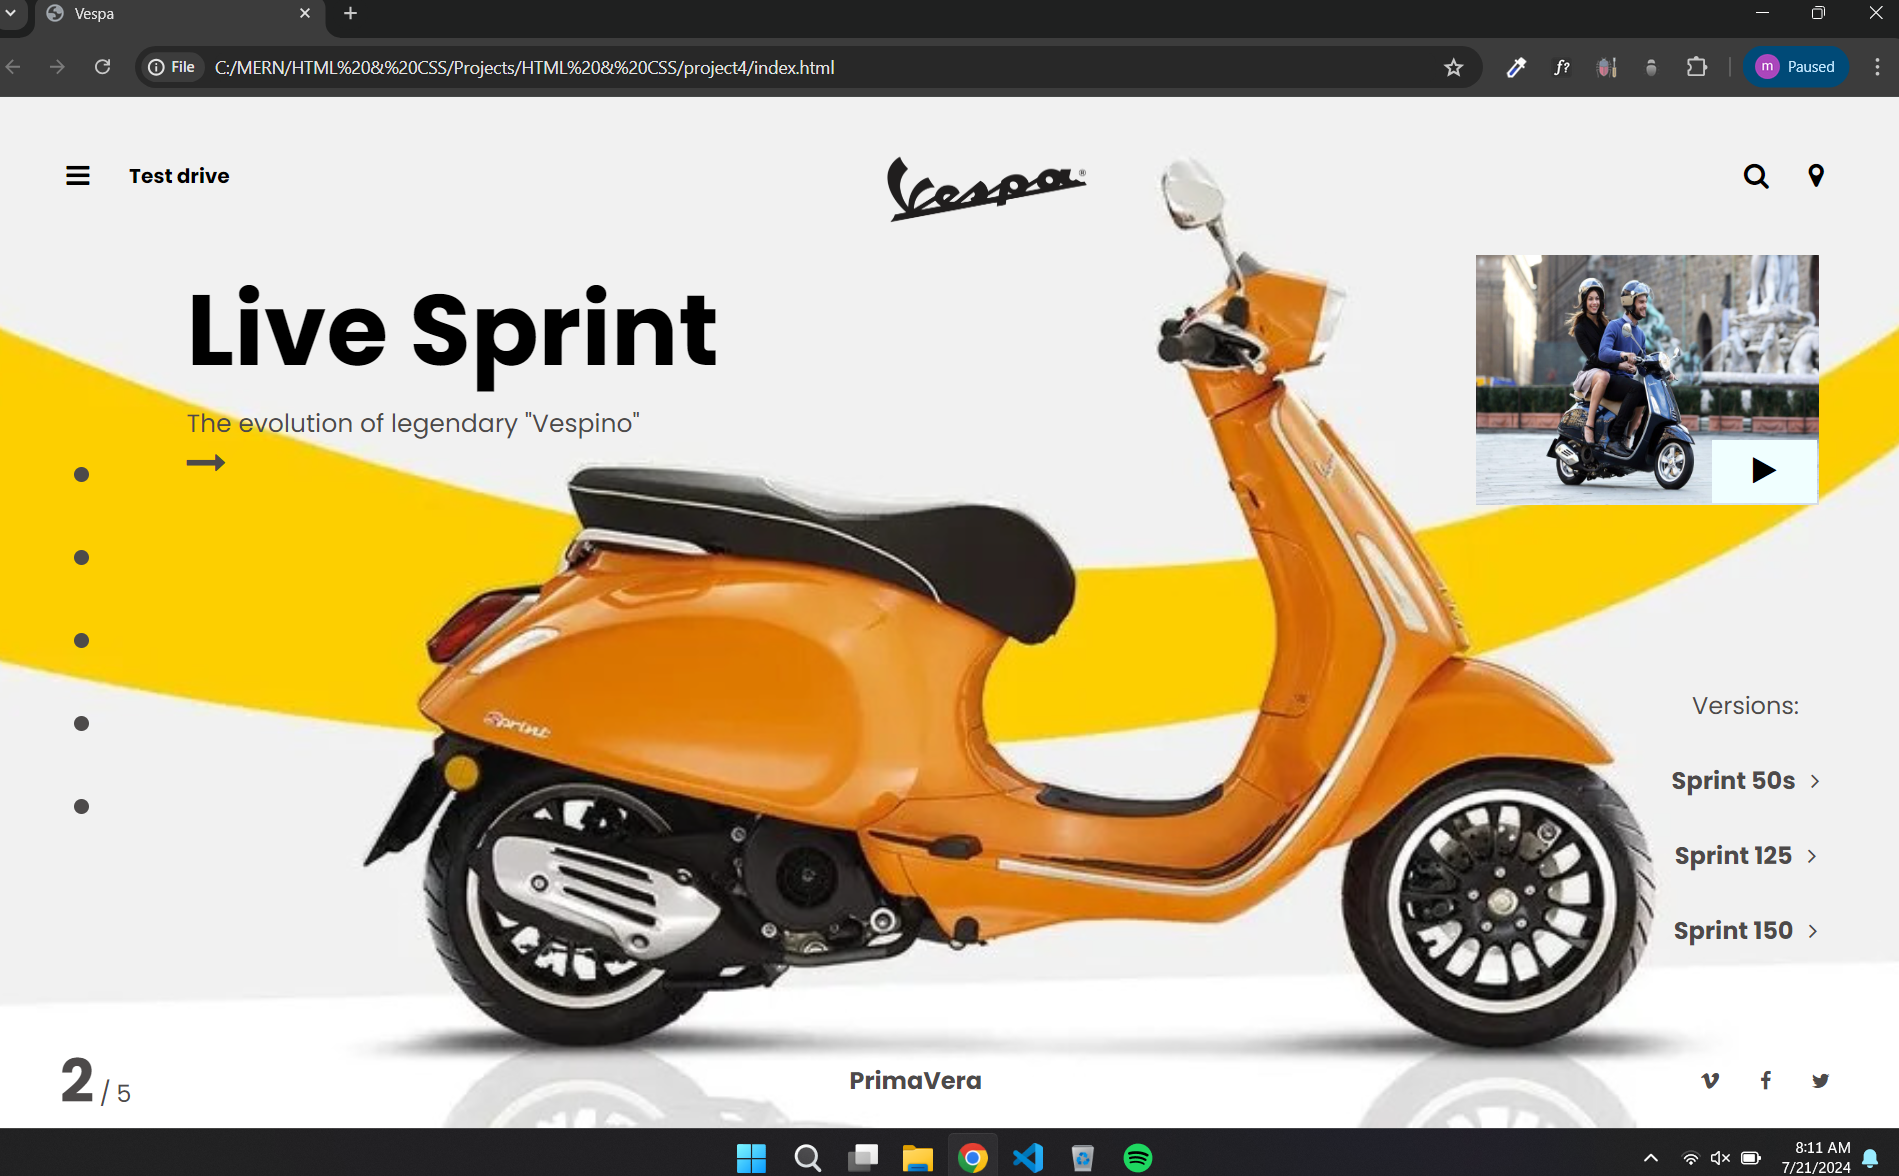 Vespa
File
C:/MERN/HTML%20&%20CSS/Projects/HTML%20&%20CSS/project4/index.html
f?
m
Paused
Test drive
Vespa®
Live Sprint
The evolution of legendary "Vespino"
Sprint
Versions:
Sprint 50s
Sprint 125
Sprint 150
2 / 5
PrimaVera
8:11 AM
7/21/2024